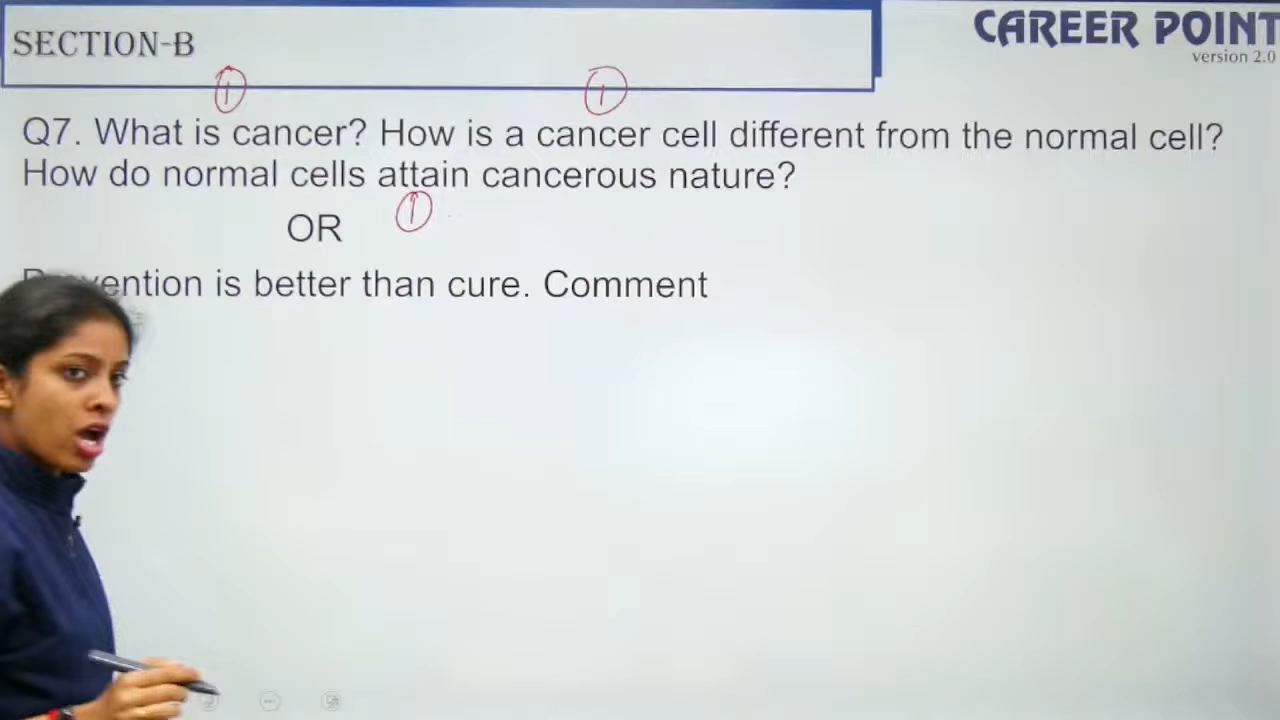 SECTION-B
CAREER POINT
version 2.0
1 1
Q7. What is cancer? How is a cancer cell different from the normal cell?
How do normal cells attain cancerous nature?
1
OR
is better than cure. Comment